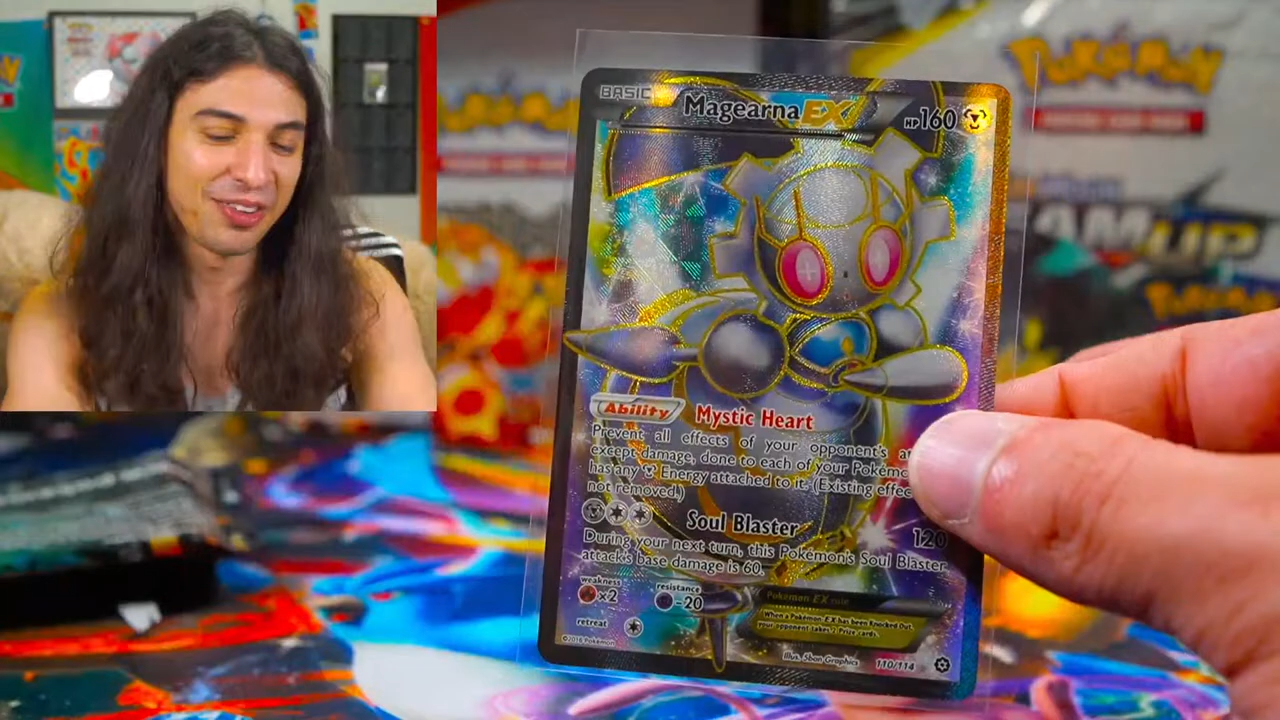 BASIC
Magearna EX
HP 160
Ability Mystic Heart
Prevent all effects of your opponent's
except damage, done to each of your
has any Energy attached to it. (Existing
not removed.)
Soul Blaster
120
During your next turn, this Pokémon's Soul Blaster
attack's base damage is 60.
weakness
×2
resistance
-20
retreat
Pokémon EX rule
When a Pokémon EX has been Knocked Out,
your opponent takes 2 Prize cards.
©2016 Pokémon
Illus. 5ban Graphics
110/114
Pokémon
Pokémon
TEAM UP